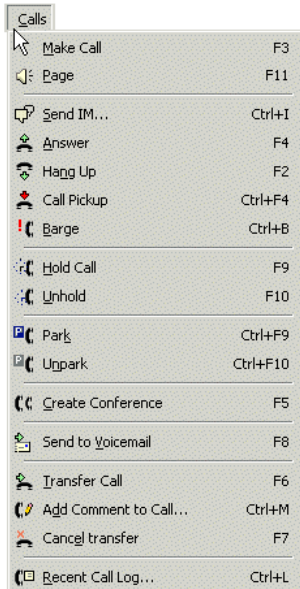 Calls
Make Call F3
Page F11
Send IM... Ctrl+I
Answer F4
Hang Up F2
Call Pickup Ctrl+F4
Barge Ctrl+B
Hold Call F9
Unhold F10
Park Ctrl+F9
Unpark Ctrl+F10
Create Conference F5
Send to Voicemail F8
Transfer Call F6
Add Comment to Call... Ctrl+M
Cancel transfer F7
Recent Call Log... Ctrl+L